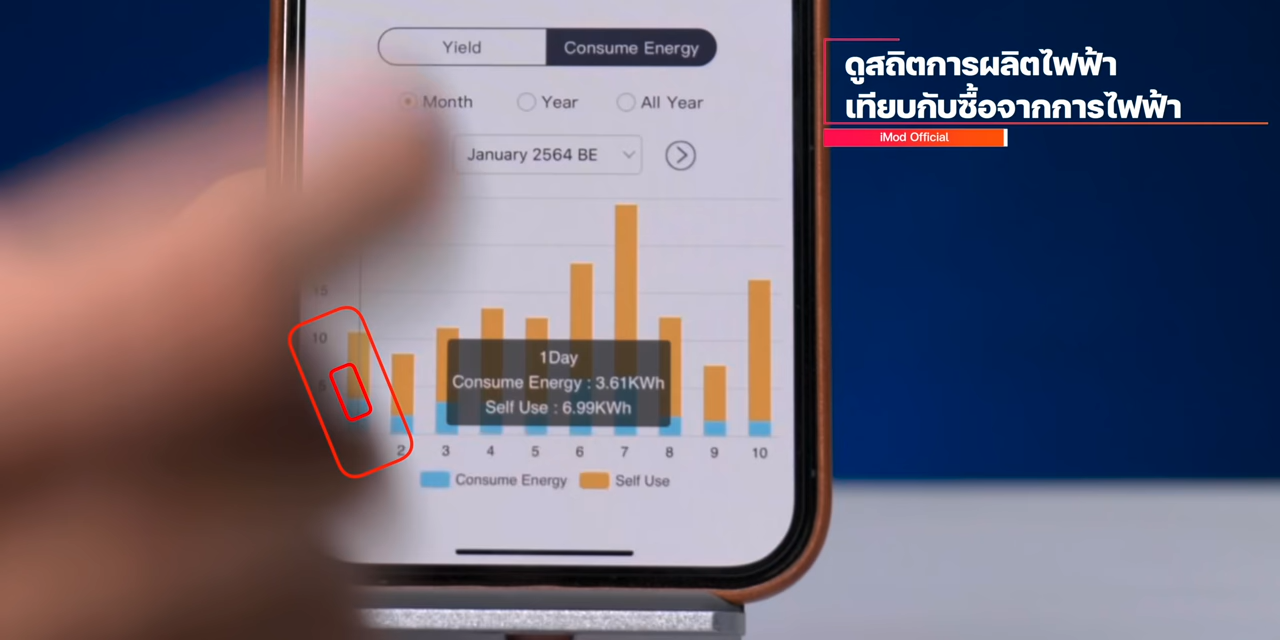 Yield Consume Energy
ดูสถิตการผลิตไฟฟ้า
เทียบกับซื้อจากการไฟฟ้า
iMod Official
Month Year All Year
January 2564 BE
15
10
5
1Day
Consume Energy : 3.61KWh
Self Use : 6.99KWh
2 3 4 5 6 7 8 9 10
Consume Energy Self Use